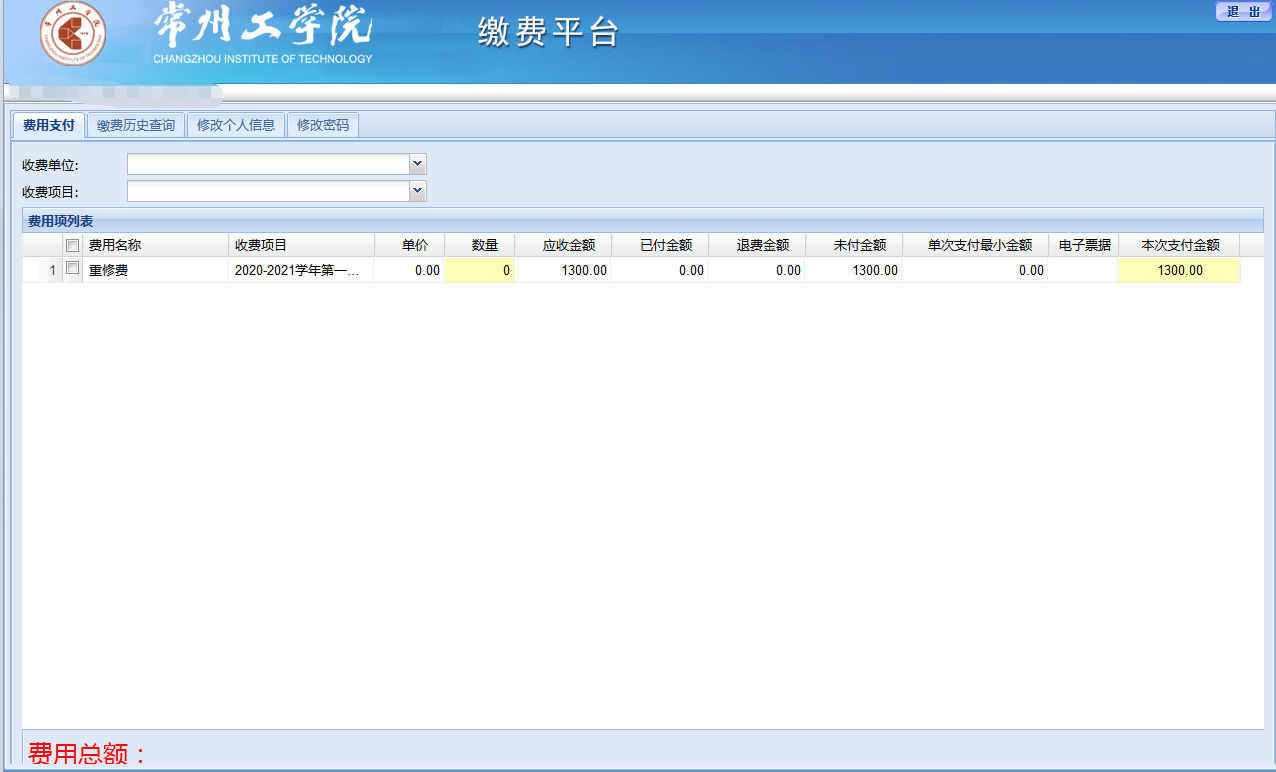 常州工学院
CHANGZHOU INSTITUTE OF TECHNOLOGY
缴费平台
退 出
费用支付 缴费历史查询 修改个人信息 修改密码
收费单位:
收费项目:
费用项列表
费用名称 收费项目 单价 数量 应收金额 已付金额 退费金额 未付金额 单次支付最小金额 电子票据 本次支付金额
1 重修费 2020-2021学年第一... 0.00 0 1300.00 0.00 0.00 1300.00 0.00 1300.00
费用总额：